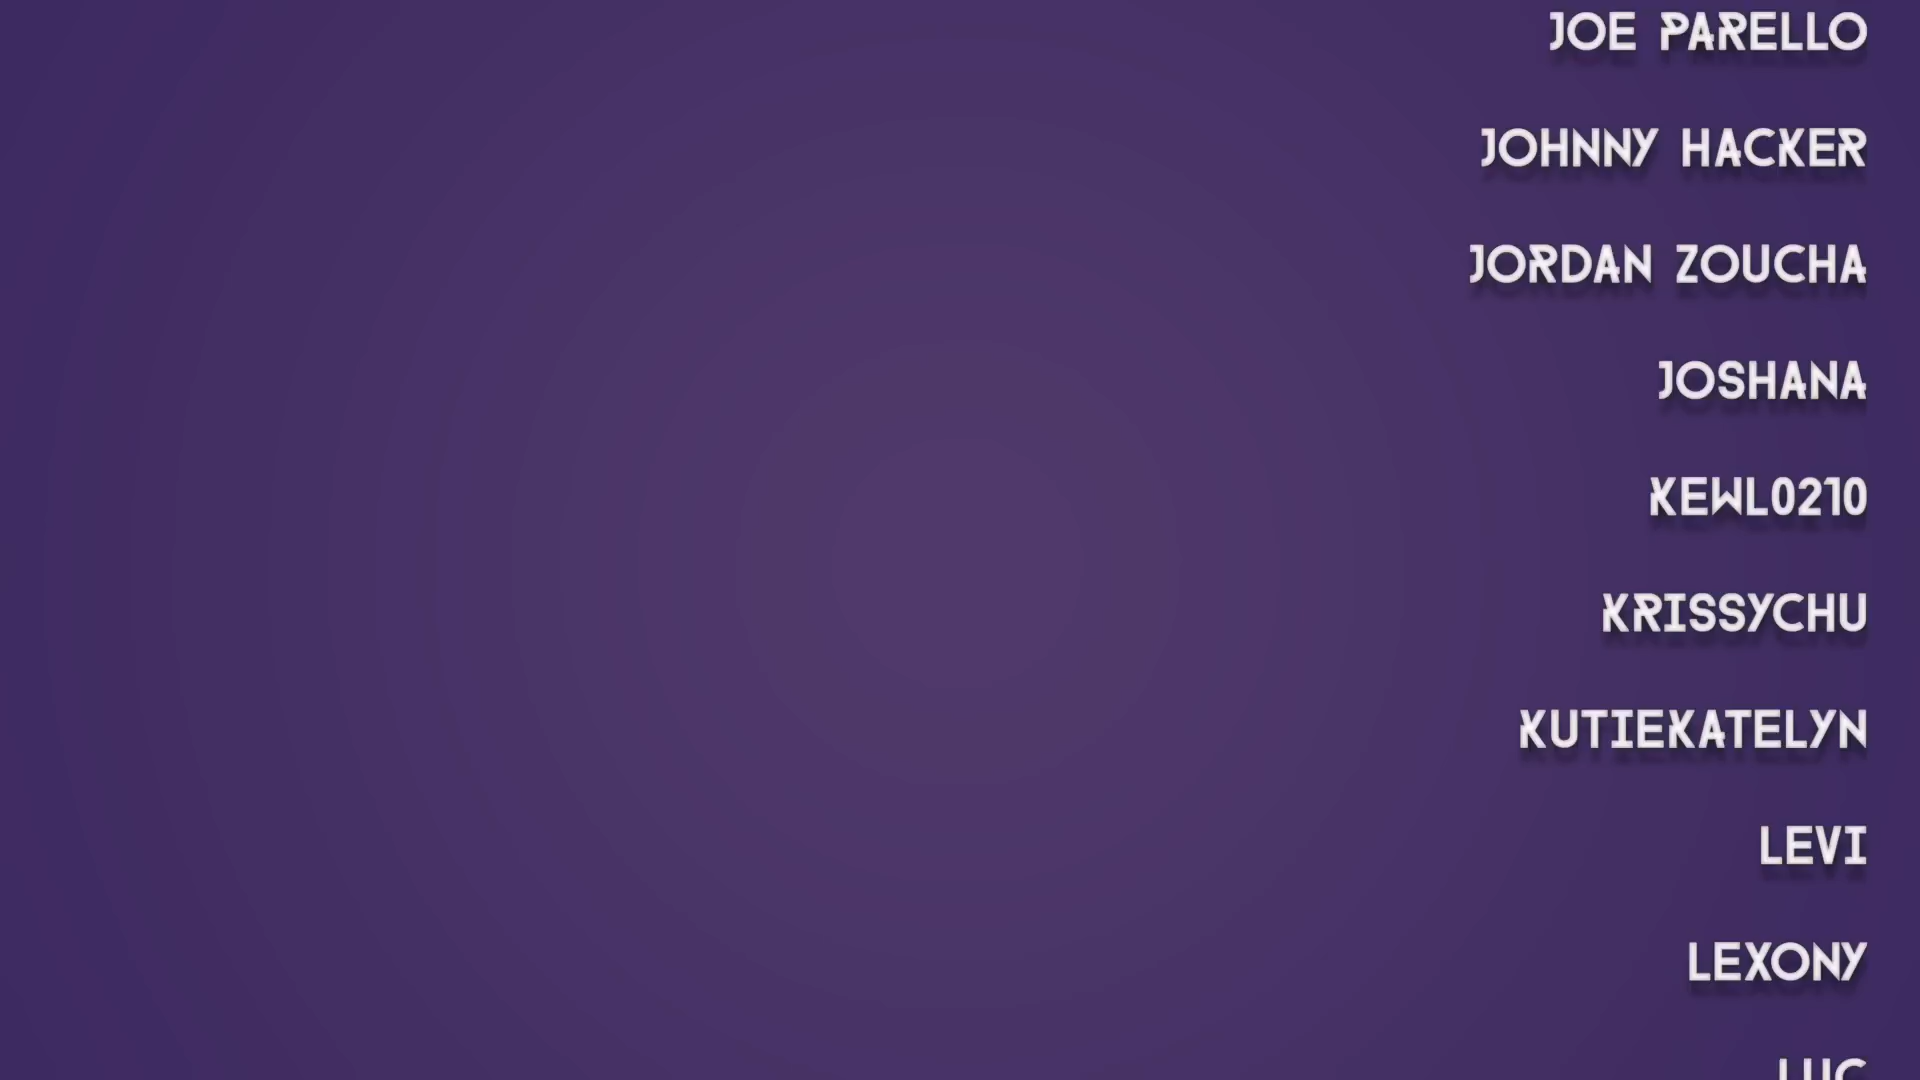 JOE PARELLO
JOHNNY HACKER
JORDAN ZOUCHA
JOSHANA
KEWL0210
KRISSYCHU
KUTIEKATELYN
LEVI
LEXONY